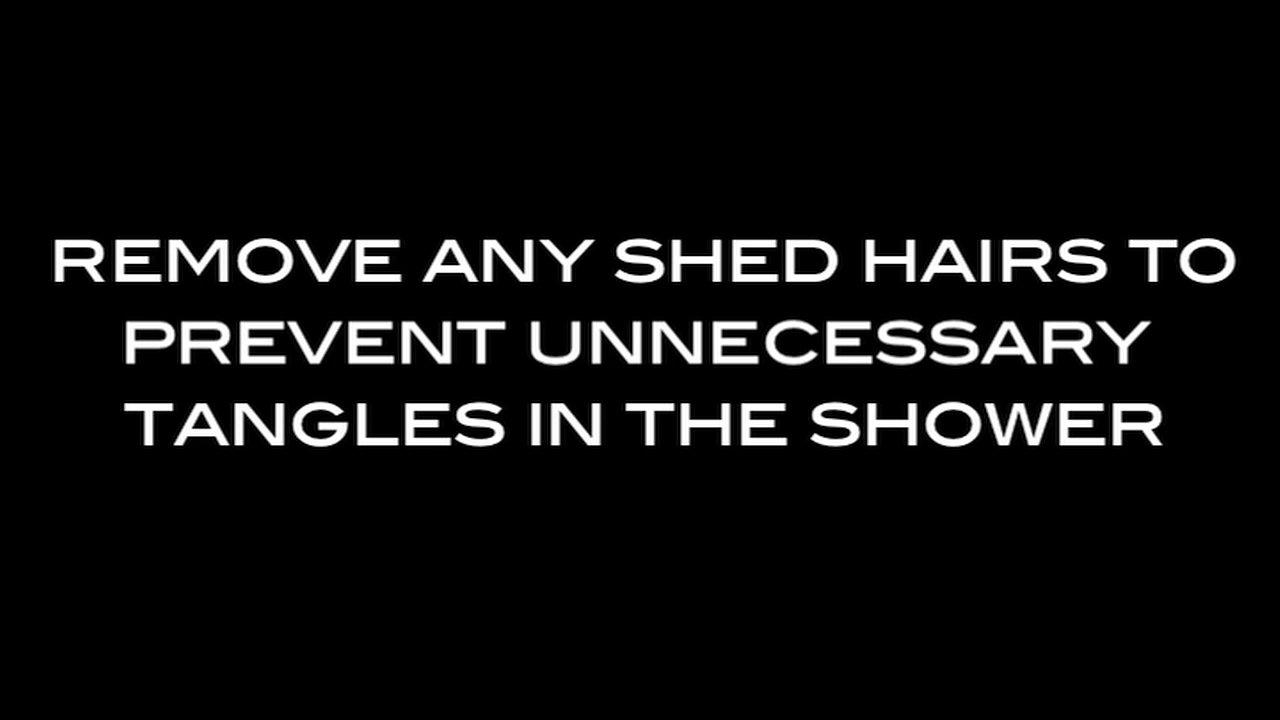 REMOVE ANY SHED HAIRS TO
PREVENT UNNECESSARY
TANGLES IN THE SHOWER